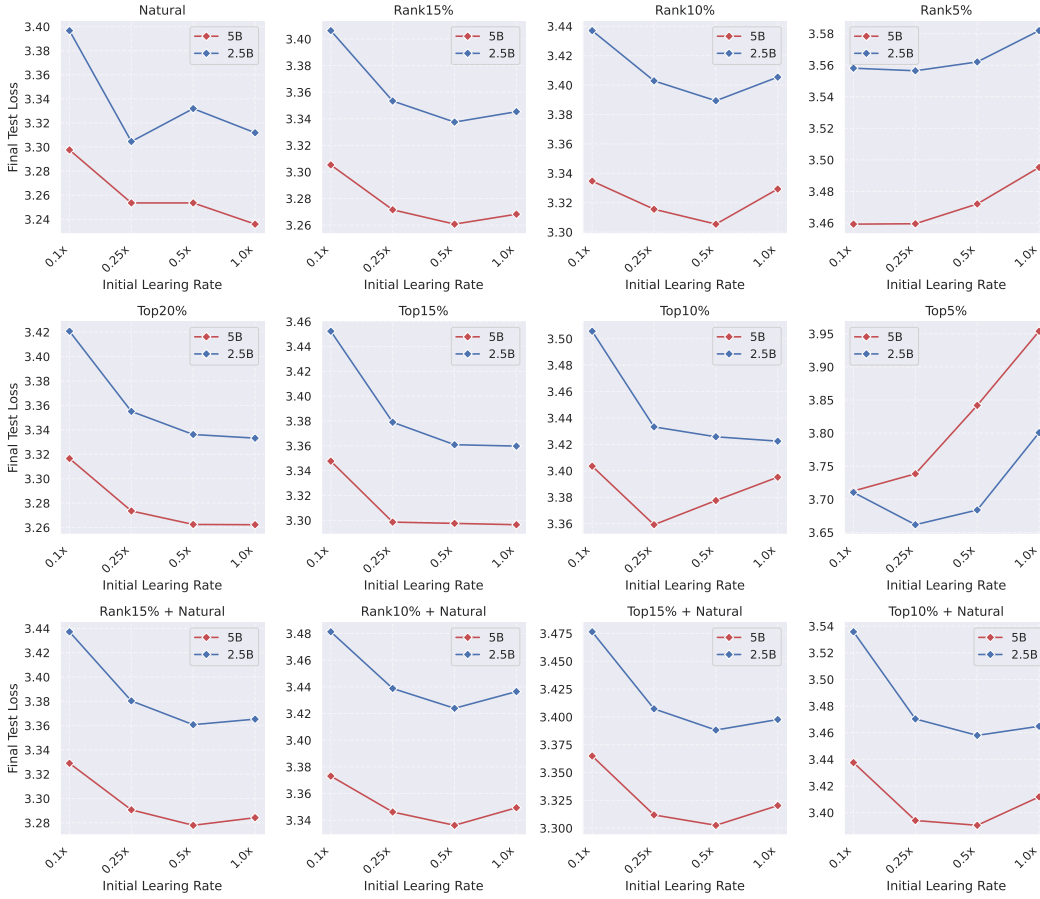 Natural
Final Test Loss
3.40
3.38
3.36
3.34
3.32
3.30
3.28
3.26
3.24
5B
2.5B
0.1x
0.25x
0.5x
1.0x
Initial Learing Rate
Rank15%
3.40
3.38
3.36
3.34
3.32
3.30
3.28
3.26
5B
2.5B
0.1x
0.25x
0.5x
1.0x
Initial Learing Rate
Rank10%
3.44
3.42
3.40
3.38
3.36
3.34
3.32
3.30
5B
2.5B
0.1x
0.25x
0.5x
1.0x
Initial Learing Rate
Rank5%
3.58
3.56
3.54
3.52
3.50
3.48
3.46
5B
2.5B
0.1x
0.25x
0.5x
1.0x
Initial Learing Rate
Top20%
Final Test Loss
3.42
3.40
3.38
3.36
3.34
3.32
3.30
3.28
3.26
5B
2.5B
0.1x
0.25x
0.5x
1.0x
Initial Learing Rate
Top15%
3.46
3.44
3.42
3.40
3.38
3.36
3.34
3.32
3.30
5B
2.5B
0.1x
0.25x
0.5x
1.0x
Initial Learing Rate
Top10%
3.50
3.48
3.46
3.44
3.42
3.40
3.38
3.36
5B
2.5B
0.1x
0.25x
0.5x
1.0x
Initial Learing Rate
Top5%
3.95
3.90
3.85
3.80
3.75
3.70
3.65
5B
2.5B
0.1x
0.25x
0.5x
1.0x
Initial Learing Rate
Rank15% + Natural
Final Test Loss
3.44
3.42
3.40
3.38
3.36
3.34
3.32
3.30
3.28
5B
2.5B
0.1x
0.25x
0.5x
1.0x
Initial Learing Rate
Rank10% + Natural
3.48
3.46
3.44
3.42
3.40
3.38
3.36
3.34
5B
2.5B
0.1x
0.25x
0.5x
1.0x
Initial Learing Rate
Top15% + Natural
3.475
3.450
3.425
3.400
3.375
3.350
3.325
3.300
5B
2.5B
0.1x
0.25x
0.5x
1.0x
Initial Learing Rate
Top10% + Natural
3.54
3.52
3.50
3.48
3.46
3.44
3.42
3.40
5B
2.5B
0.1x
0.25x
0.5x
1.0x
Initial Learing Rate